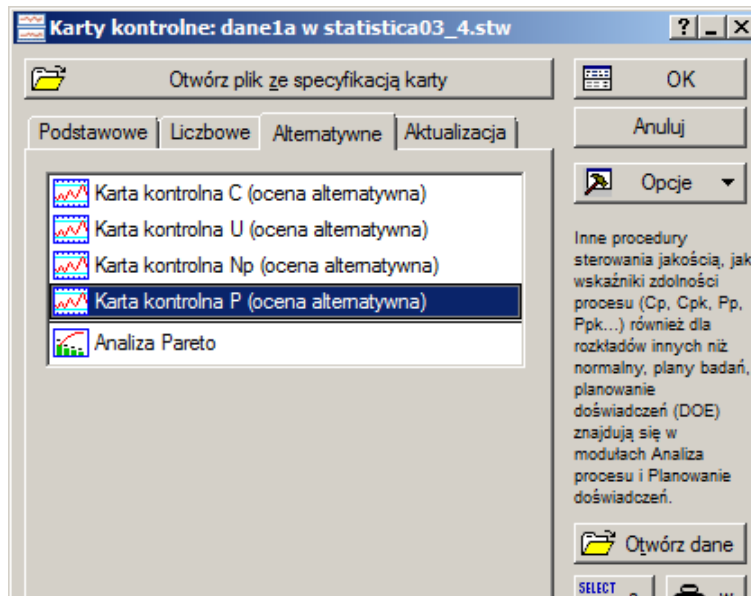 Karty kontrolne: dane1a w statistica03_4.stw
Otwórz plik ze specyfikacją karty
OK
Anuluj
Podstawowe Liczbowe Alternatywne Aktualizacja
Opcje
Karta kontrolna C (ocena alternatywna)
Karta kontrolna U (ocena alternatywna)
Karta kontrolna Np (ocena alternatywna)
Karta kontrolna P (ocena alternatywna)
Analiza Pareto
Inne procedury
sterowania jakością, jak
wskaźniki zdolności
procesu (Cp, Cpk, Pp,
Ppk...) również dla
rozkładów innych niż
normalny, plany badań,
planowanie
doświadczeń (DOE)
znajdują się w
modułach Analiza
procesu i Planowanie
doświadczeń.
Otwórz dane
SELECT